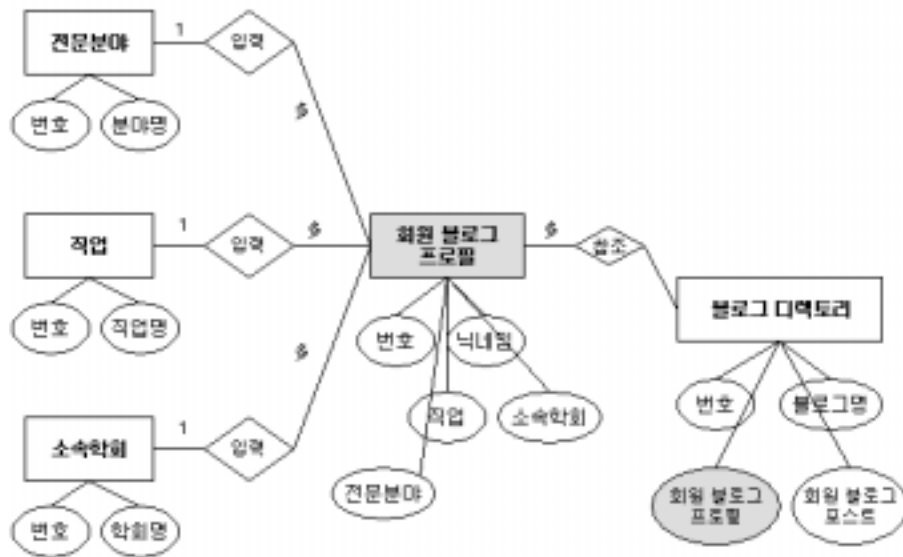 전문분야
1
입력
多
번호
분야명
직업
1
입력
多
회원 블로그
프로필
多
참조
블로그 디렉토리
번호
직업명
번호
닉네임
多
직업
소속학회
번호
블로그명
소속학회
1
입력
전문분야
회원 블로그
프로필
회원 블로그
포스트
번호
학회명